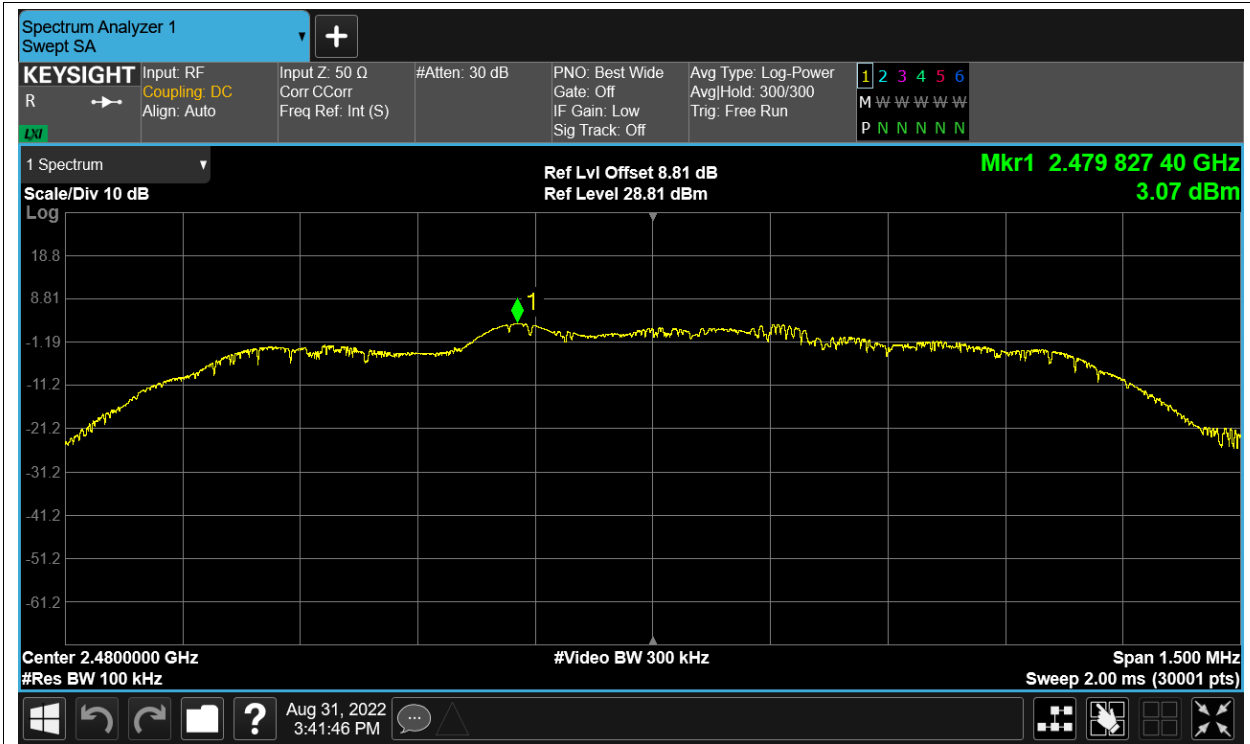 Spectrum Analyzer 1
Swept SA
KEYSIGHT
R
LXI
Input: RF
Coupling: DC
Align: Auto
Input Z: 50 Ω
Corr CCorr
Freq Ref: Int (S)
#Atten: 30 dB
PNO: Best Wide
Gate: Off
IF Gain: Low
Sig Track: Off
Avg Type: Log-Power
Avg|Hold: 300/300
Trig: Free Run
1 2 3 4 5 6
M W W W W W
P N N N N N
1 Spectrum
Scale/Div 10 dB
Log
Ref Lvl Offset 8.81 dB
Ref Level 28.81 dBm
Mkr1 2.479 827 40 GHz
3.07 dBm
18.8
8.81
1
-1.19
-11.2
-21.2
-31.2
-41.2
-51.2
-61.2
Center 2.4800000 GHz
#Video BW 300 kHz
Span 1.500 MHz
#Res BW 100 kHz
Sweep 2.00 ms (30001 pts)
?
Aug 31, 2022
3:41:46 PM